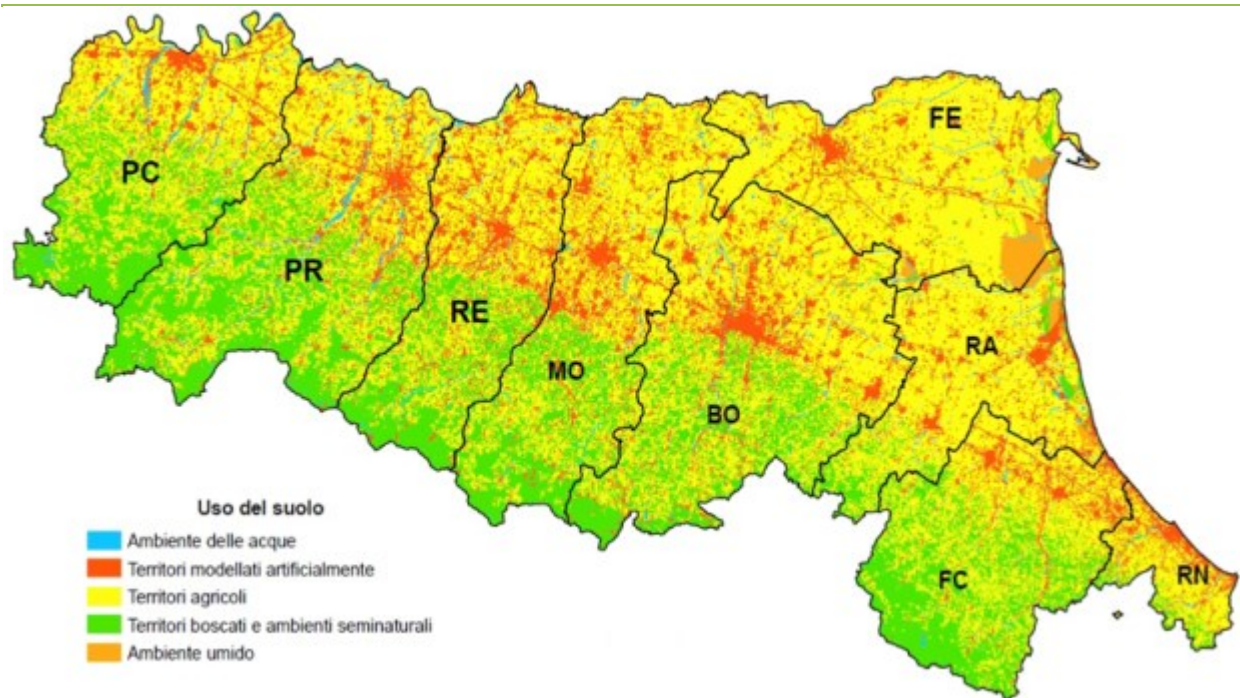 FE
PC
PR
RE
RA
MO
BO
FC
RN
Uso del suolo
Ambiente delle acque
Territori modellati artificialmente
Territori agricoli
Territori boscati e ambienti seminaturali
Ambiente umido